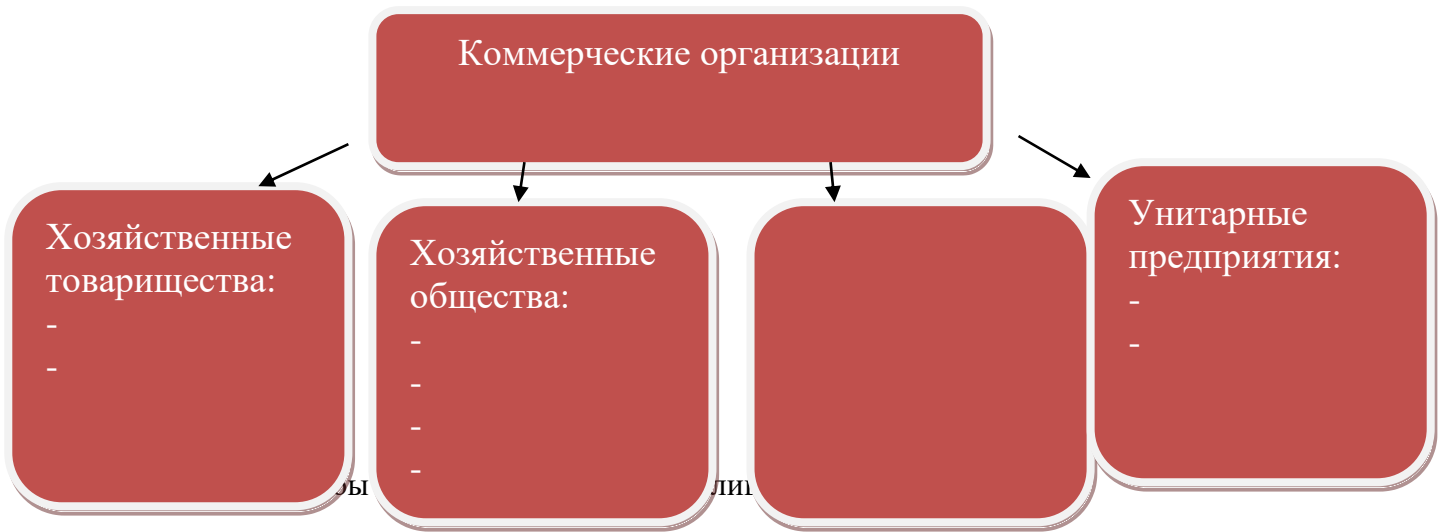 Коммерческие организации
Хозяйственные
товарищества:
-
-
Хозяйственные
общества:
-
-
-
-
Унитарные
предприятия:
-
-